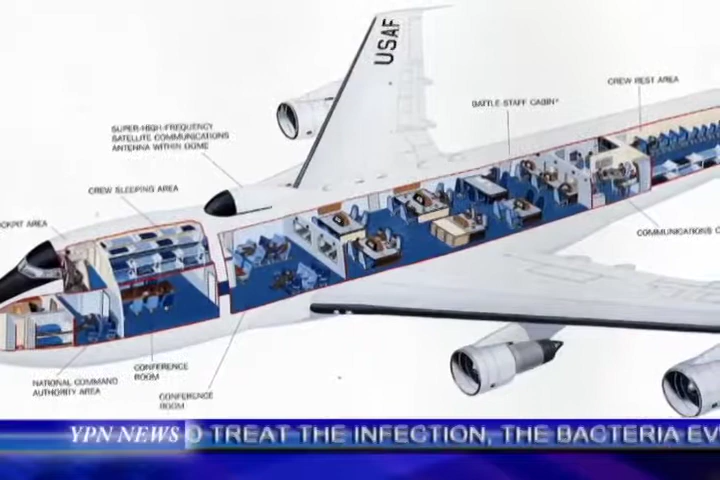 USAF
CREW REST AREA
BATTLE STAFF CABIN
SUPER-HIGH-FREQUENCY
SATELLITE COMMUNICATIONS
ANTENNA WITHIN DOME
CREW SLEEPING AREA
CKPIT AREA
COMMUNICATIONS C
CONFERENCE
ROOM
NATIONAL COMMAND
AUTHORITY AREA
CONFERENCE
ROOM
YPN NEWS
O TREAT THE INFECTION, THE BACTERIA EV